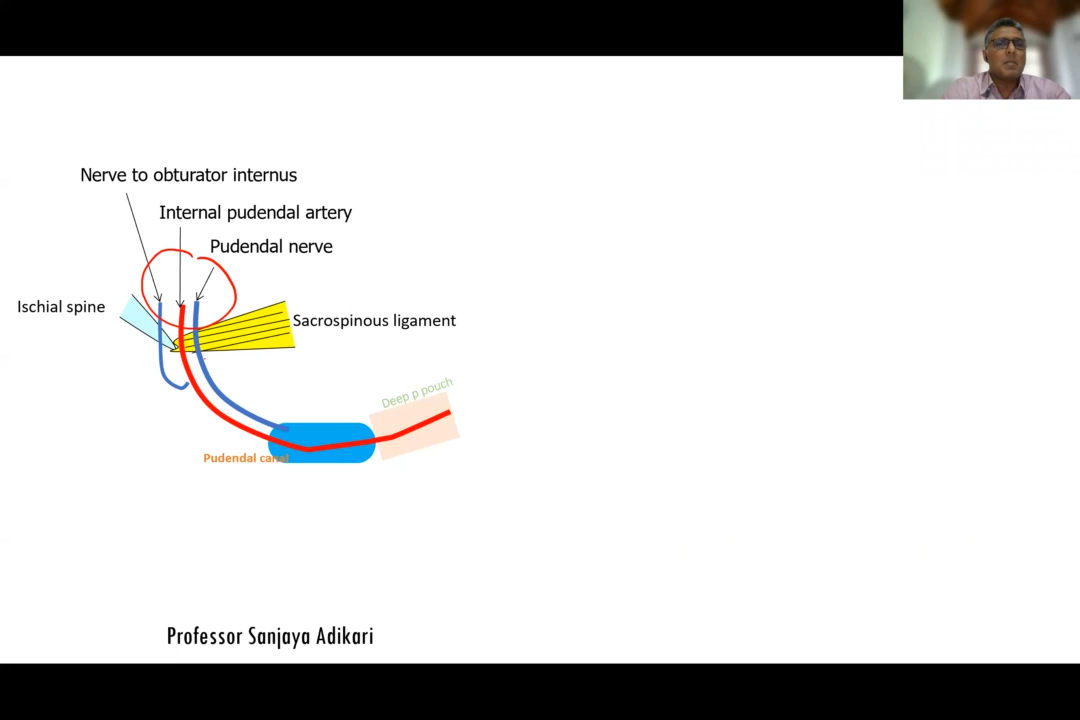 Nerve to obturator internus
Internal pudendal artery
Pudendal nerve
Ischial spine
Sacrospinous ligament
Deep p pouch
Pudendal canal
Professor Sanjaya Adikari